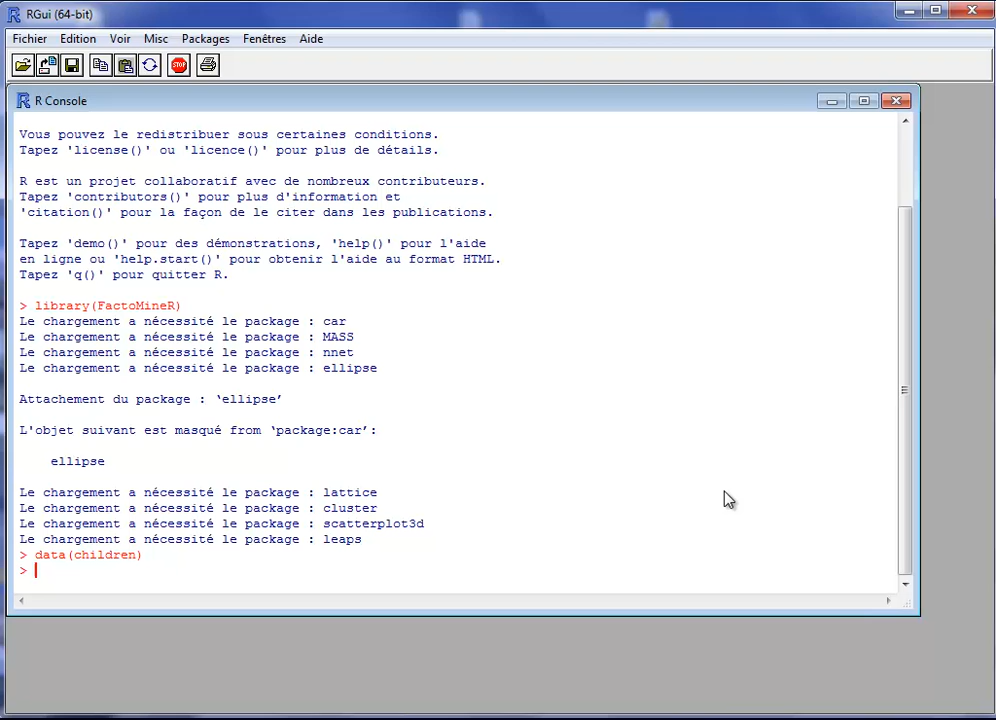 RGui (64-bit)
Fichier Edition Voir Misc Packages Fenêtres Aide
STOP
R Console
Vous pouvez le redistribuer sous certaines conditions.
Tapez 'license()' ou 'licence()' pour plus de détails.
R est un projet collaboratif avec de nombreux contributeurs.
Tapez 'contributors()' pour plus d'information et
'citation()' pour la façon de le citer dans les publications.
Tapez 'demo()' pour des démonstrations, 'help()' pour l'aide
en ligne ou 'help.start()' pour obtenir l'aide au format HTML.
Tapez 'q()' pour quitter R.
> library(FactoMineR)
Le chargement a nécessité le package : car
Le chargement a nécessité le package : MASS
Le chargement a nécessité le package : nnet
Le chargement a nécessité le package : ellipse
Attachement du package : ‘ellipse’
L'objet suivant est masqué from ‘package:car’:
ellipse
Le chargement a nécessité le package : lattice
Le chargement a nécessité le package : cluster
Le chargement a nécessité le package : scatterplot3d
Le chargement a nécessité le package : leaps
> data(children)
>